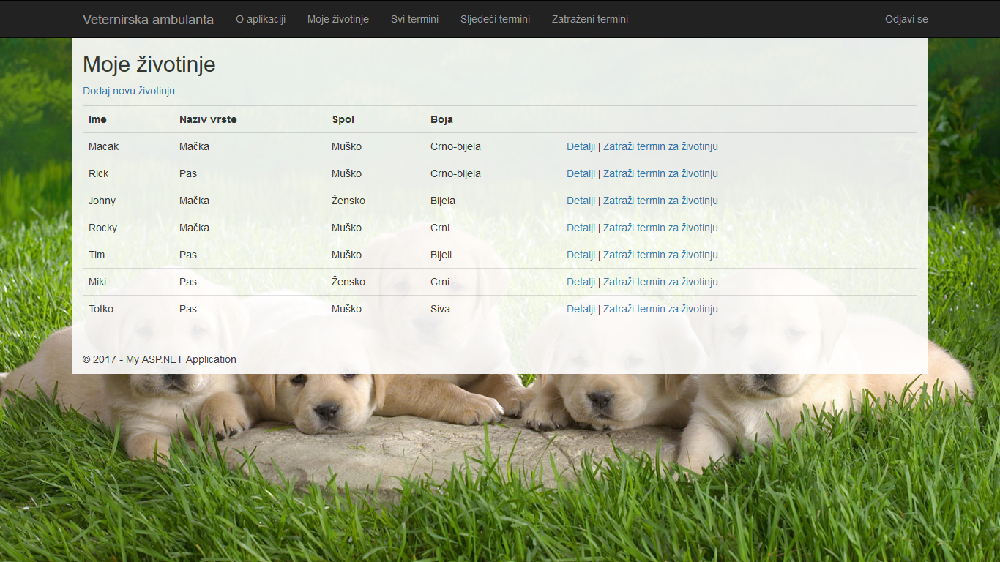 Veternirska ambulanta O aplikaciji Moje životinje Svi termini Sljedeći termini Zatraženi termini Odjavi se
Moje životinje
Dodaj novu životinju
Ime Naziv vrste Spol Boja
Macak Mačka Muško Crno-bijela Detalji | Zatraži termin za životinju
Rick Pas Muško Crno-bijela Detalji | Zatraži termin za životinju
Johny Mačka Žensko Bijela Detalji | Zatraži termin za životinju
Rocky Mačka Muško Crni Detalji | Zatraži termin za životinju
Tim Pas Muško Bijeli Detalji | Zatraži termin za životinju
Miki Pas Žensko Crni Detalji | Zatraži termin za životinju
Totko Pas Muško Siva Detalji | Zatraži termin za životinju
© 2017 - My ASP.NET Application